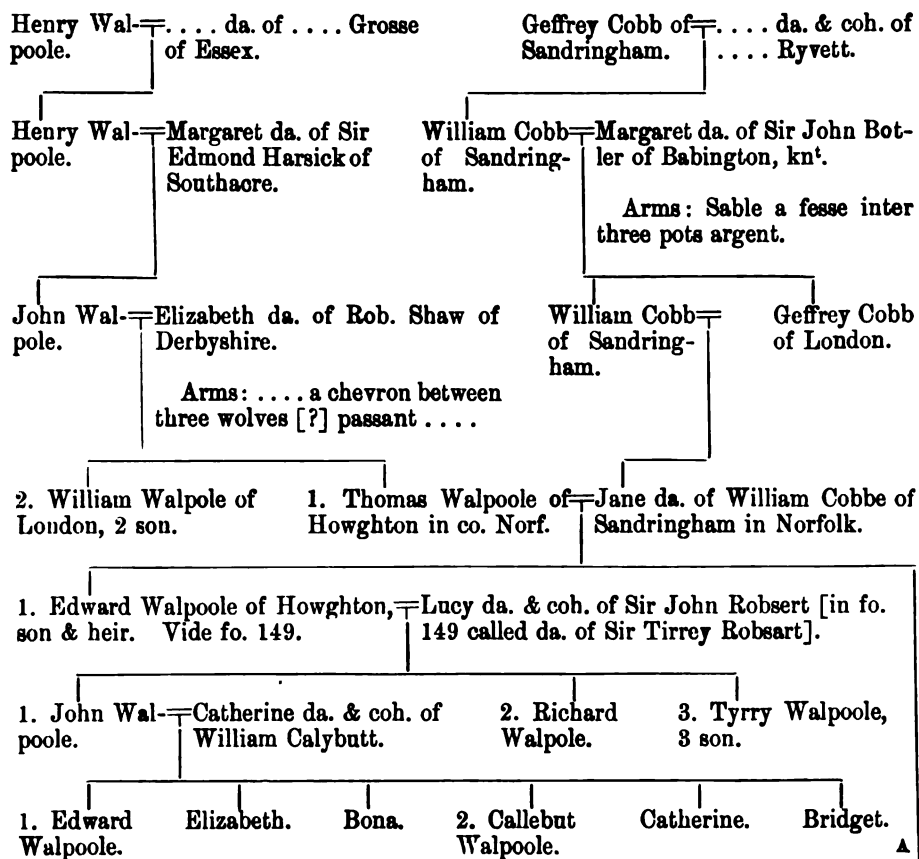 Henry Wal-
poole.
. . . . da. of . . . . Grosse
of Essex.
Geffrey Cobb of
Sandringham.
. . . . da. & coh. of
. . . . Ryvett.
Henry Wal-
poole.
Margaret da. of Sir
Edmond Harsick of
Southacre.
William Cobb
of Sandring-
ham.
Margaret da. of Sir John Bot-
ler of Babington, knᵗ.
Arms: Sable a fesse inter
three pots argent.
John Wal-
pole.
Elizabeth da. of Rob. Shaw of
Derbyshire.
Arms: . . . . a chevron between
three wolves [?] passant . . . .
William Cobb
of Sandring-
ham.
Geffrey Cobb
of London.
2. William Walpole of
London, 2 son.
1. Thomas Walpoole of
Howghton in co. Norf.
Jane da. of William Cobbe of
Sandringham in Norfolk.
1. Edward Walpoole of Howghton,
son & heir. Vide fo. 149.
Lucy da. & coh. of Sir John Robsert [in fo.
149 called da. of Sir Tirrey Robsart].
1. John Wal-
poole.
Catherine da. & coh. of
William Calybutt.
2. Richard
Walpole.
3. Tyrry Walpoole,
3 son.
1. Edward
Walpoole.
Elizabeth.
Bona.
2. Callebut
Walpoole.
Catherine.
Bridget.
A